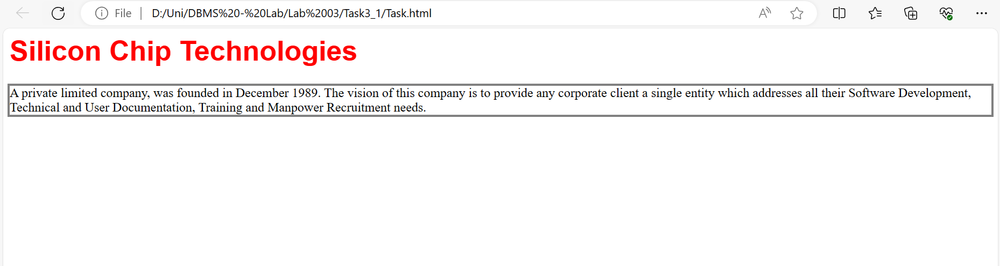 File D:/Uni/DBMS%20-%20Lab/Lab%2003/Task3_1/Task.html
Silicon Chip Technologies
A private limited company, was founded in December 1989. The vision of this company is to provide any corporate client a single entity which addresses all their Software Development,
Technical and User Documentation, Training and Manpower Recruitment needs.